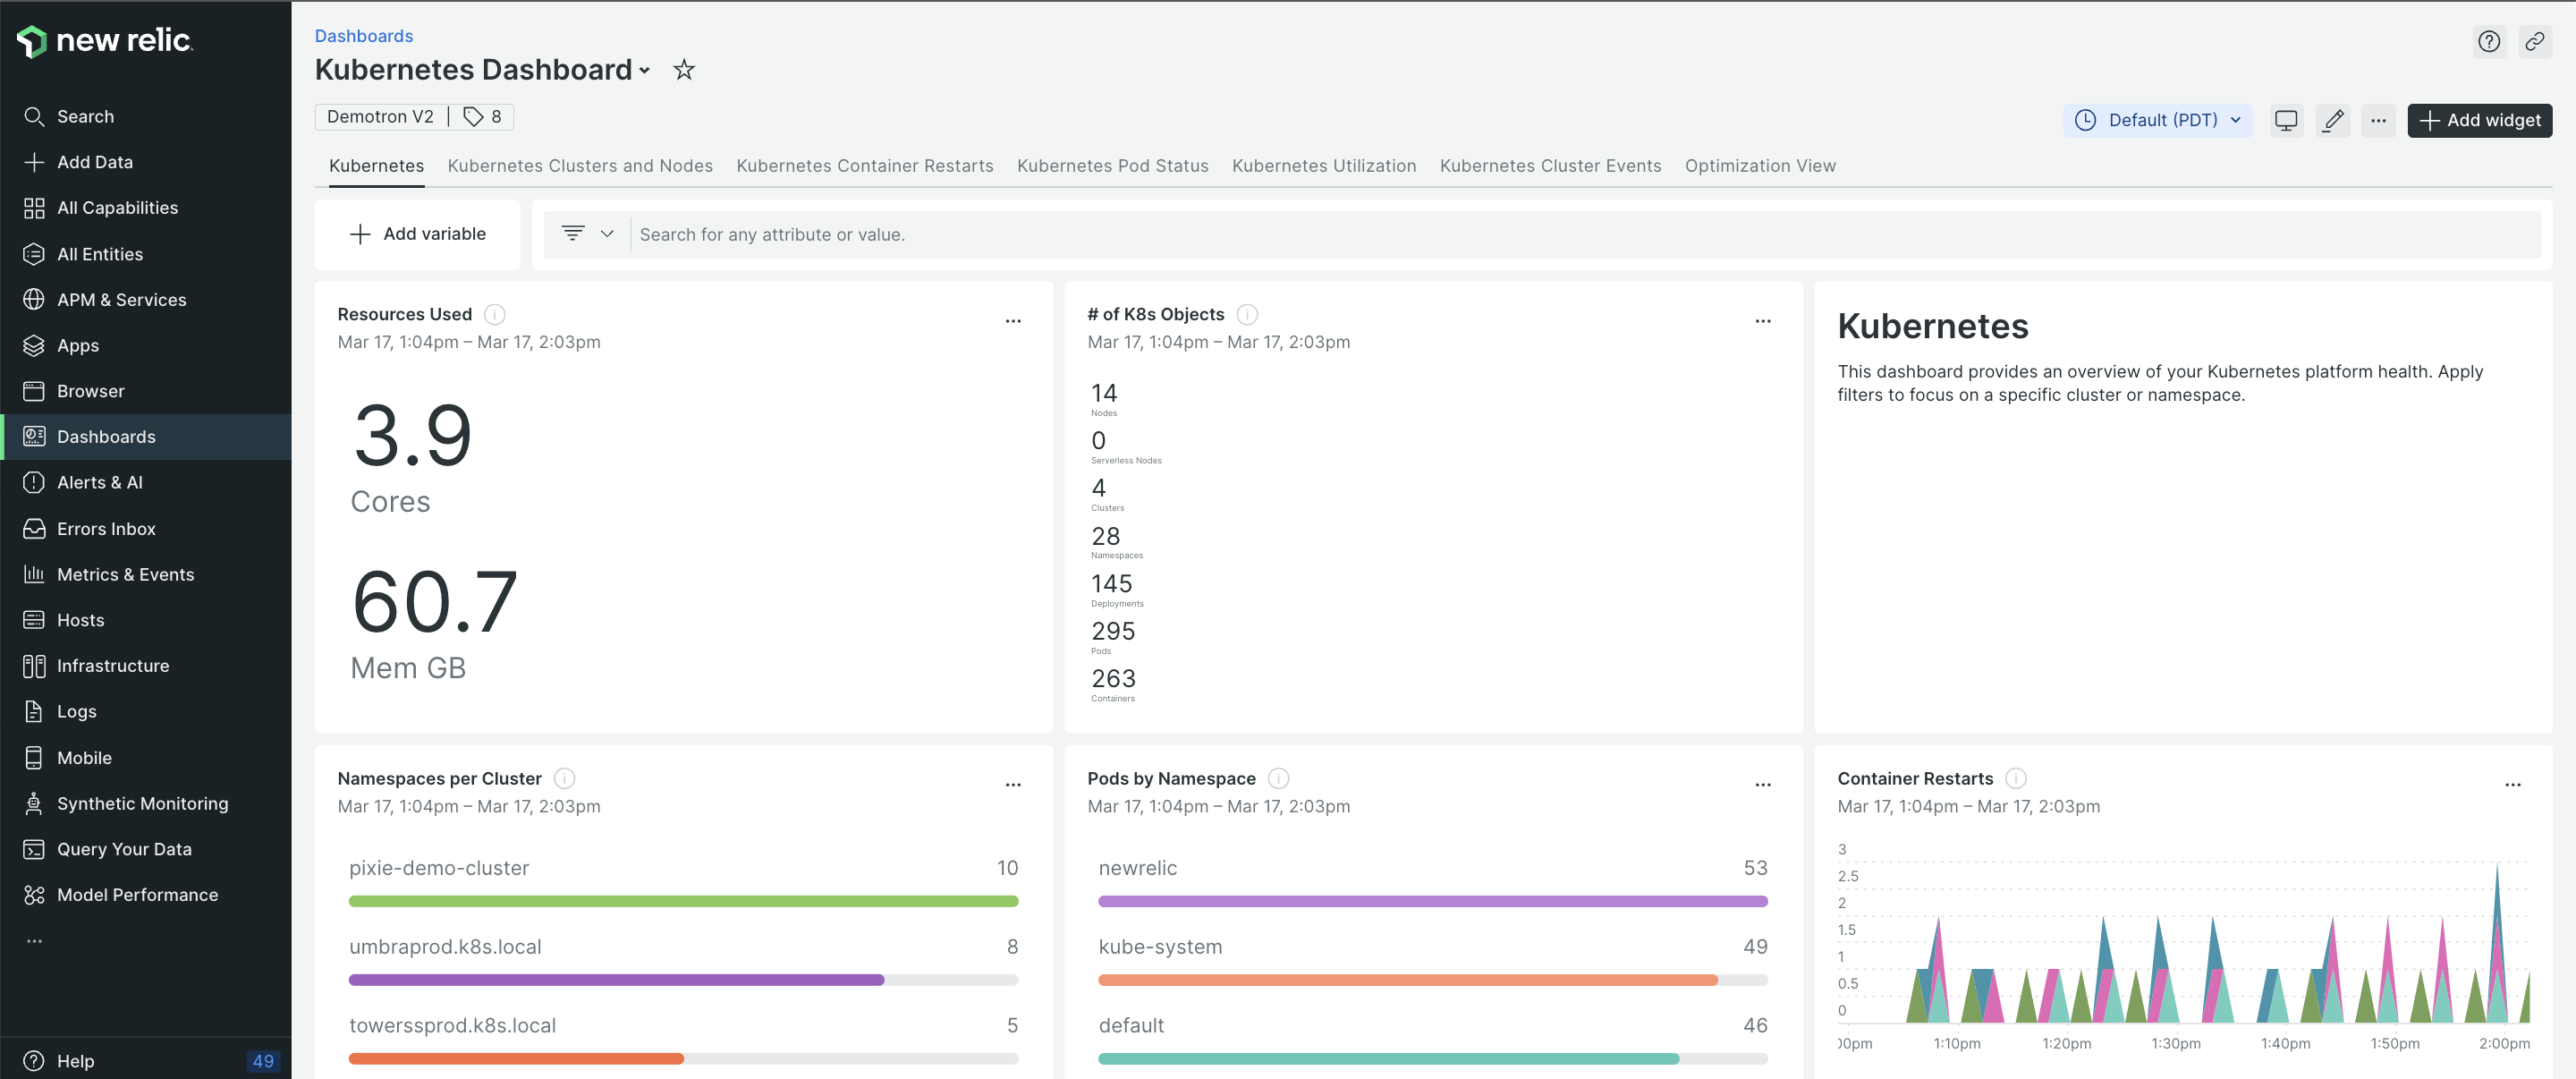 new relic
Search
Add Data
All Capabilities
All Entities
APM & Services
Apps
Browser
Dashboards
Alerts & AI
Errors Inbox
Metrics & Events
Hosts
Infrastructure
Logs
Mobile
Synthetic Monitoring
Query Your Data
Model Performance
...
Help 49
Dashboards
Kubernetes Dashboard
Demotron V2 | 8
Default (PDT)
... 
+ Add widget
Kubernetes Kubernetes Clusters and Nodes Kubernetes Container Restarts Kubernetes Pod Status Kubernetes Utilization Kubernetes Cluster Events Optimization View
+ Add variable
Search for any attribute or value.
Resources Used
Mar 17, 1:04pm – Mar 17, 2:03pm
3.9
Cores
60.7
Mem GB
# of K8s Objects
Mar 17, 1:04pm – Mar 17, 2:03pm
14
Nodes
0
Serverless Nodes
4
Clusters
28
Namespaces
145
Deployments
295
Pods
263
Containers
Kubernetes
This dashboard provides an overview of your Kubernetes platform health. Apply
filters to focus on a specific cluster or namespace.
Namespaces per Cluster
Mar 17, 1:04pm – Mar 17, 2:03pm
pixie-demo-cluster 10
umbraprod.k8s.local 8
towerssprod.k8s.local 5
Pods by Namespace
Mar 17, 1:04pm – Mar 17, 2:03pm
newrelic 53
kube-system 49
default 46
Container Restarts
Mar 17, 1:04pm – Mar 17, 2:03pm
3
2.5
2
1.5
1
0.5
0
00pm 1:10pm 1:20pm 1:30pm 1:40pm 1:50pm 2:00pm